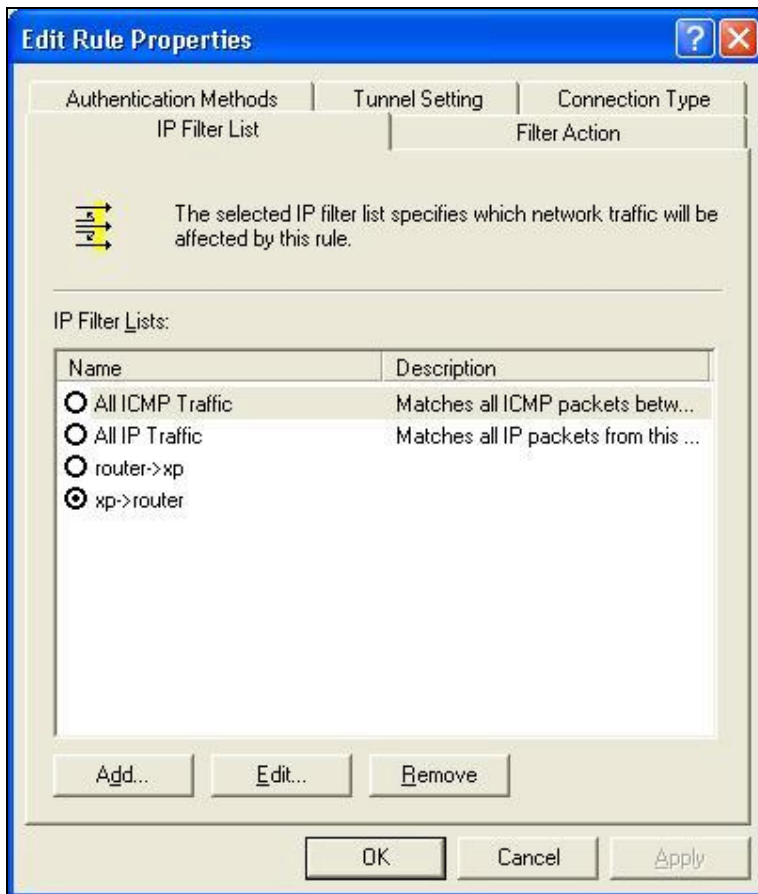 Edit Rule Properties
Authentication Methods Tunnel Setting Connection Type
IP Filter List Filter Action
The selected IP filter list specifies which network traffic will be
affected by this rule.
IP Filter Lists:
Name Description
All ICMP Traffic Matches all ICMP packets betw...
All IP Traffic Matches all IP packets from this ...
router->xp
xp->router
Add... Edit... Remove
OK Cancel Apply